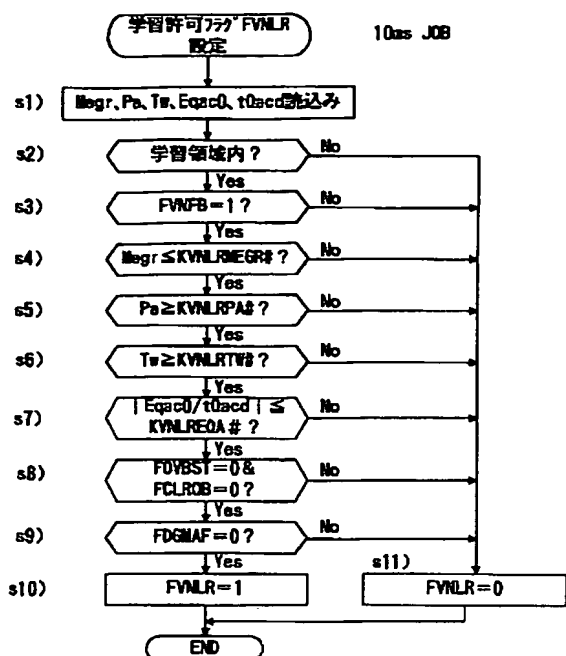 学習許可フラグFVNLR
設定
10ms JOB
s1)
Megr、Pa、Tw、Eqac0、tQacd読込み
s2)
学習領域内？
No
Yes
s3)
FVNFB＝1？
No
Yes
s4)
Megr≦KVNLRMEGR#？
No
Yes
s5)
Pa≧KVNLRPA#？
No
Yes
s6)
Tw≧KVNLRTW#？
No
Yes
s7)
|Eqac0/tQacd|≦
KVNLREQA＃？
No
Yes
s8)
FDVBST＝0&
FCLROB＝0？
No
Yes
s9)
FDGMAF＝0？
No
Yes
s10)
FVNLR＝1
s11)
FVNLR＝0
END